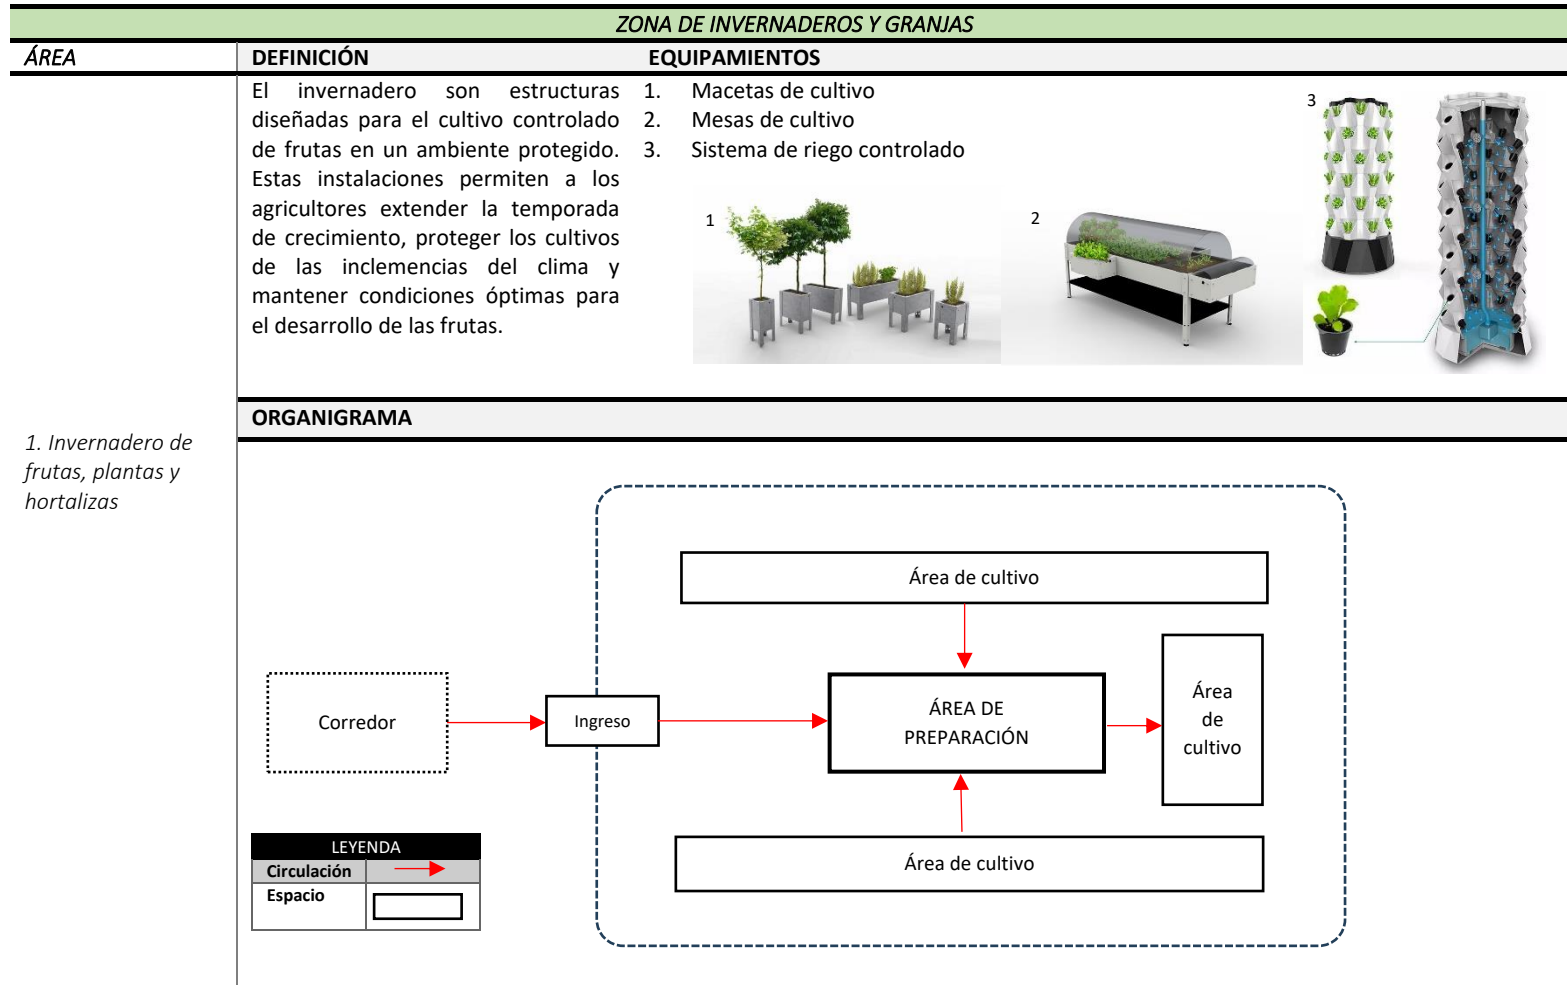 ZONA DE INVERNADEROS Y GRANJAS
ÁREA
DEFINICIÓN
EQUIPAMIENTOS
El invernadero son estructuras
diseñadas para el cultivo controlado
de frutas en un ambiente protegido.
Estas instalaciones permiten a los
agricultores extender la temporada
de crecimiento, proteger los cultivos
de las inclemencias del clima y
mantener condiciones óptimas para
el desarrollo de las frutas.
1. Macetas de cultivo
2. Mesas de cultivo
3. Sistema de riego controlado
1
2
3
1. Invernadero de
frutas, plantas y
hortalizas
ORGANIGRAMA
Área de cultivo
Corredor
Ingreso
ÁREA DE
PREPARACIÓN
Área
de
cultivo
Área de cultivo
LEYENDA
Circulación
Espacio